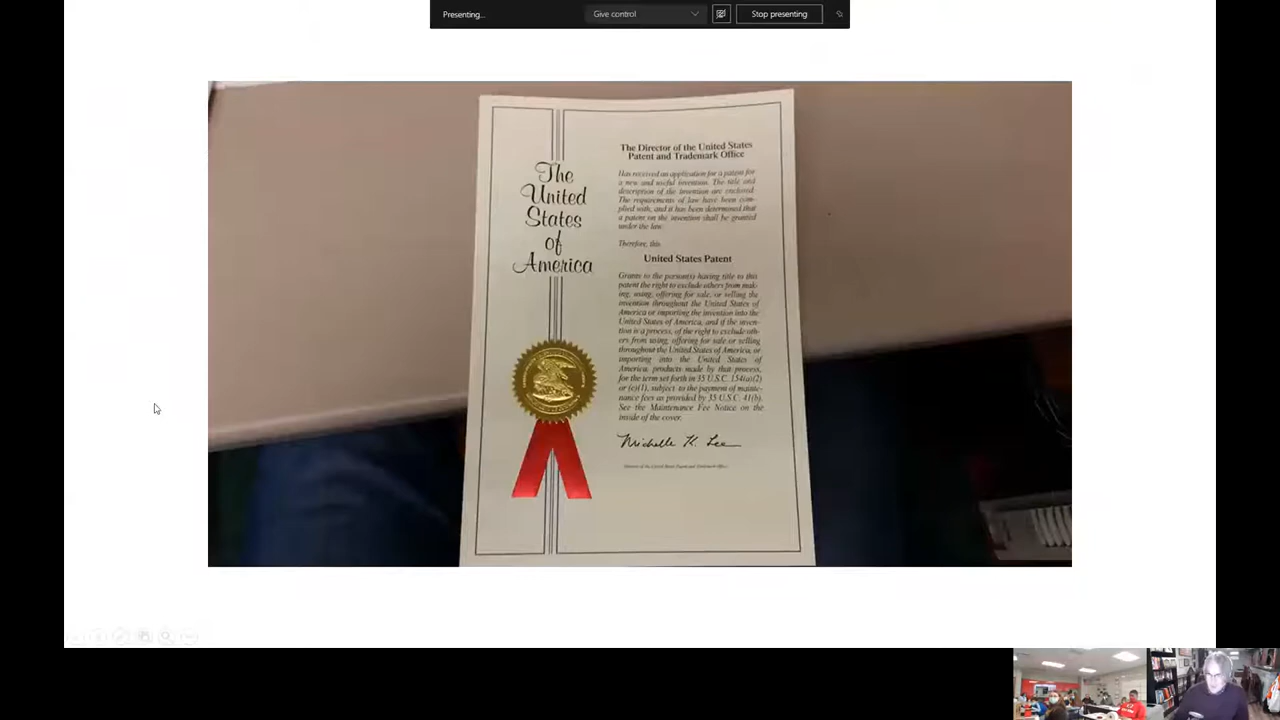 Presenting...
Give control
Stop presenting
The
United
States
of
America
The Director of the United States
Patent and Trademark Office
Has received an application for a patent for
a new and useful invention. The title and
description of the invention are enclosed.
The requirements of law have been com-
plied with, and it has been determined that
a patent on the invention shall be granted
under the law.
Therefore, this
United States Patent
Grants to the person(s) having title to this
patent the right to exclude others from mak-
ing, using, offering for sale, or selling the
invention throughout the United States of
America or importing the invention into the
United States of America, and if the inven-
tion is a process, of the right to exclude oth-
ers from using, offering for sale or selling
throughout the United States of America, or
importing into the United States of
America, products made by that process,
for the term set forth in 35 U.S.C. 154(a)(2)
or (c)(1), subject to the payment of mainte-
nance fees as provided by 35 U.S.C. 41(b).
See the Maintenance Fee Notice on the
inside of the cover.
Michelle K. Lee
Director of the United States Patent and Trademark Office